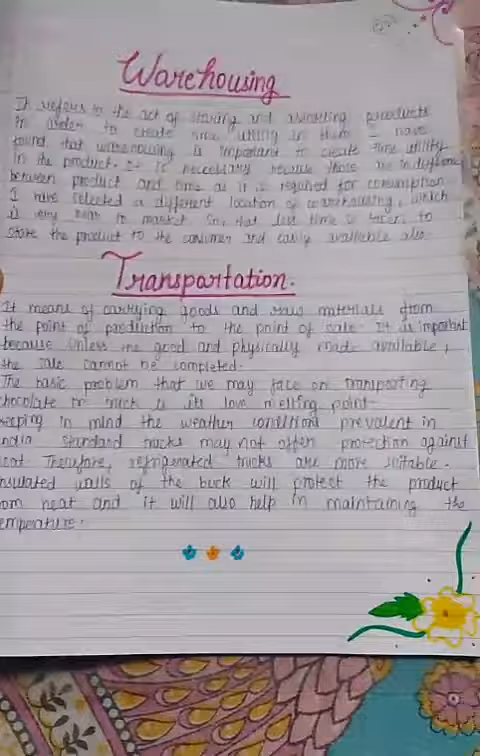 Warehousing
It refers to the act of storing and assorting products
in order to create time utility in them. I have
found that warehousing is important to create time utility
in the product. It is necessary because there are
between product and time as it is required for consumption
I have selected a different location of warehousing, which
is very near to market so, that less time is taken to
store the product to the consumer and easily available also.
Transportation.
It means of carrying goods and raw materials from
the point of production to the point of sale. It is important
because unless the good and physically made available,
the sale cannot be completed.
The basic problem that we may face on transporting
chocolate on truck is its love melting point
keeping in mind the weather conditions prevalent in
India standard trucks may not offer protection against
heat. Therefore, refrigerated trucks are more suitable.
nsulated walls of the buck will protect the product
om heat and it will also help in maintaining the
emperature.